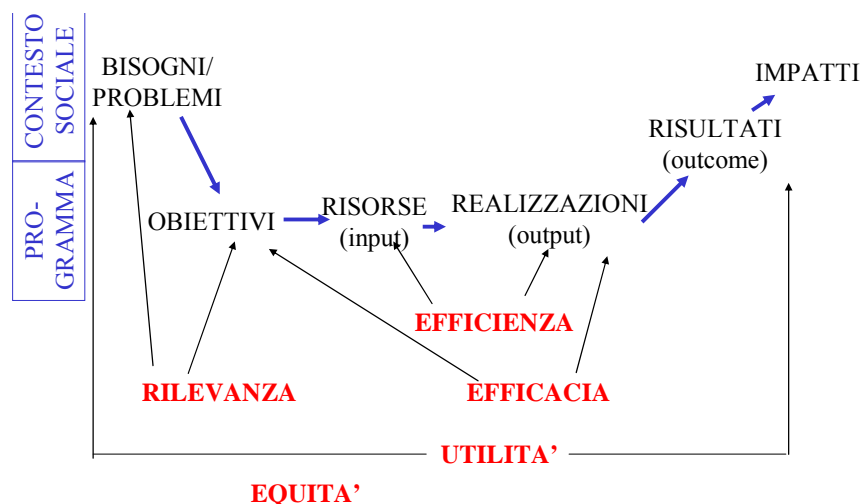 CONTESTO
SOCIALE
PRO-
GRAMMA
BISOGNI/
PROBLEMI
IMPATTI
RISULTATI
(outcome)
OBIETTIVI
RISORSE
(input)
REALIZZAZIONI
(output)
EFFICIENZA
RILEVANZA
EFFICACIA
UTILITA’
EQUITA’